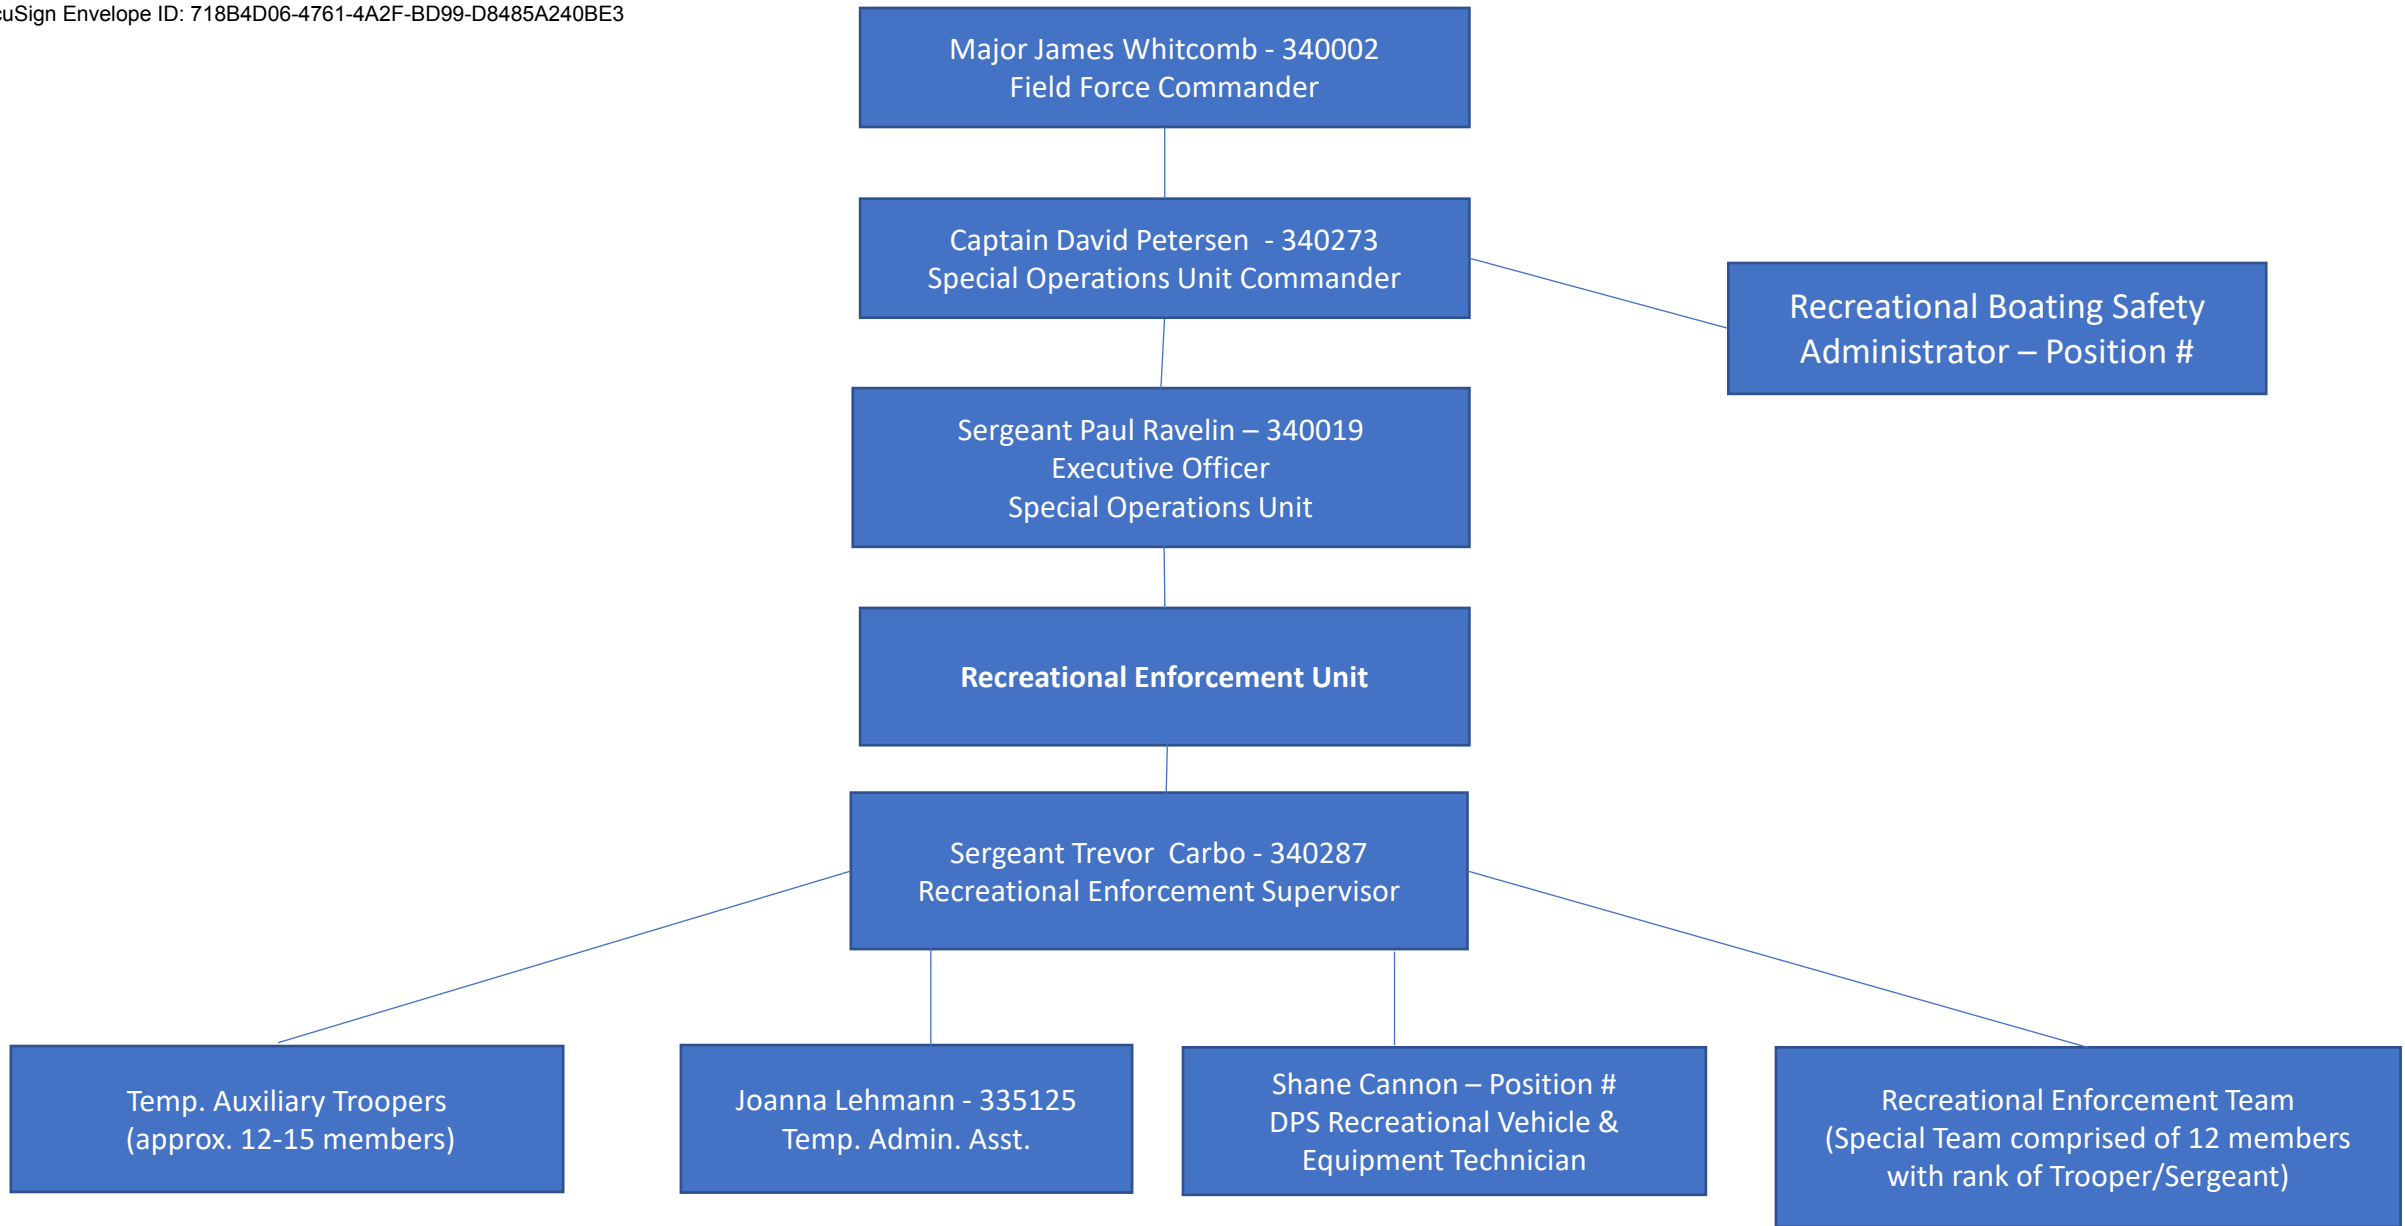 cuSign Envelope ID: 718B4D06-4761-4A2F-BD99-D8485A240BE3
Major James Whitcomb - 340002
Field Force Commander
Captain David Petersen  - 340273
Special Operations Unit Commander
Recreational Boating Safety
Administrator – Position #
Sergeant Paul Ravelin – 340019
Executive Officer
Special Operations Unit
Recreational Enforcement Unit
Sergeant Trevor  Carbo - 340287
Recreational Enforcement Supervisor
Temp. Auxiliary Troopers
(approx. 12-15 members)
Joanna Lehmann - 335125
Temp. Admin. Asst.
Shane Cannon – Position #
DPS Recreational Vehicle &
Equipment Technician
Recreational Enforcement Team
(Special Team comprised of 12 members
with rank of Trooper/Sergeant)